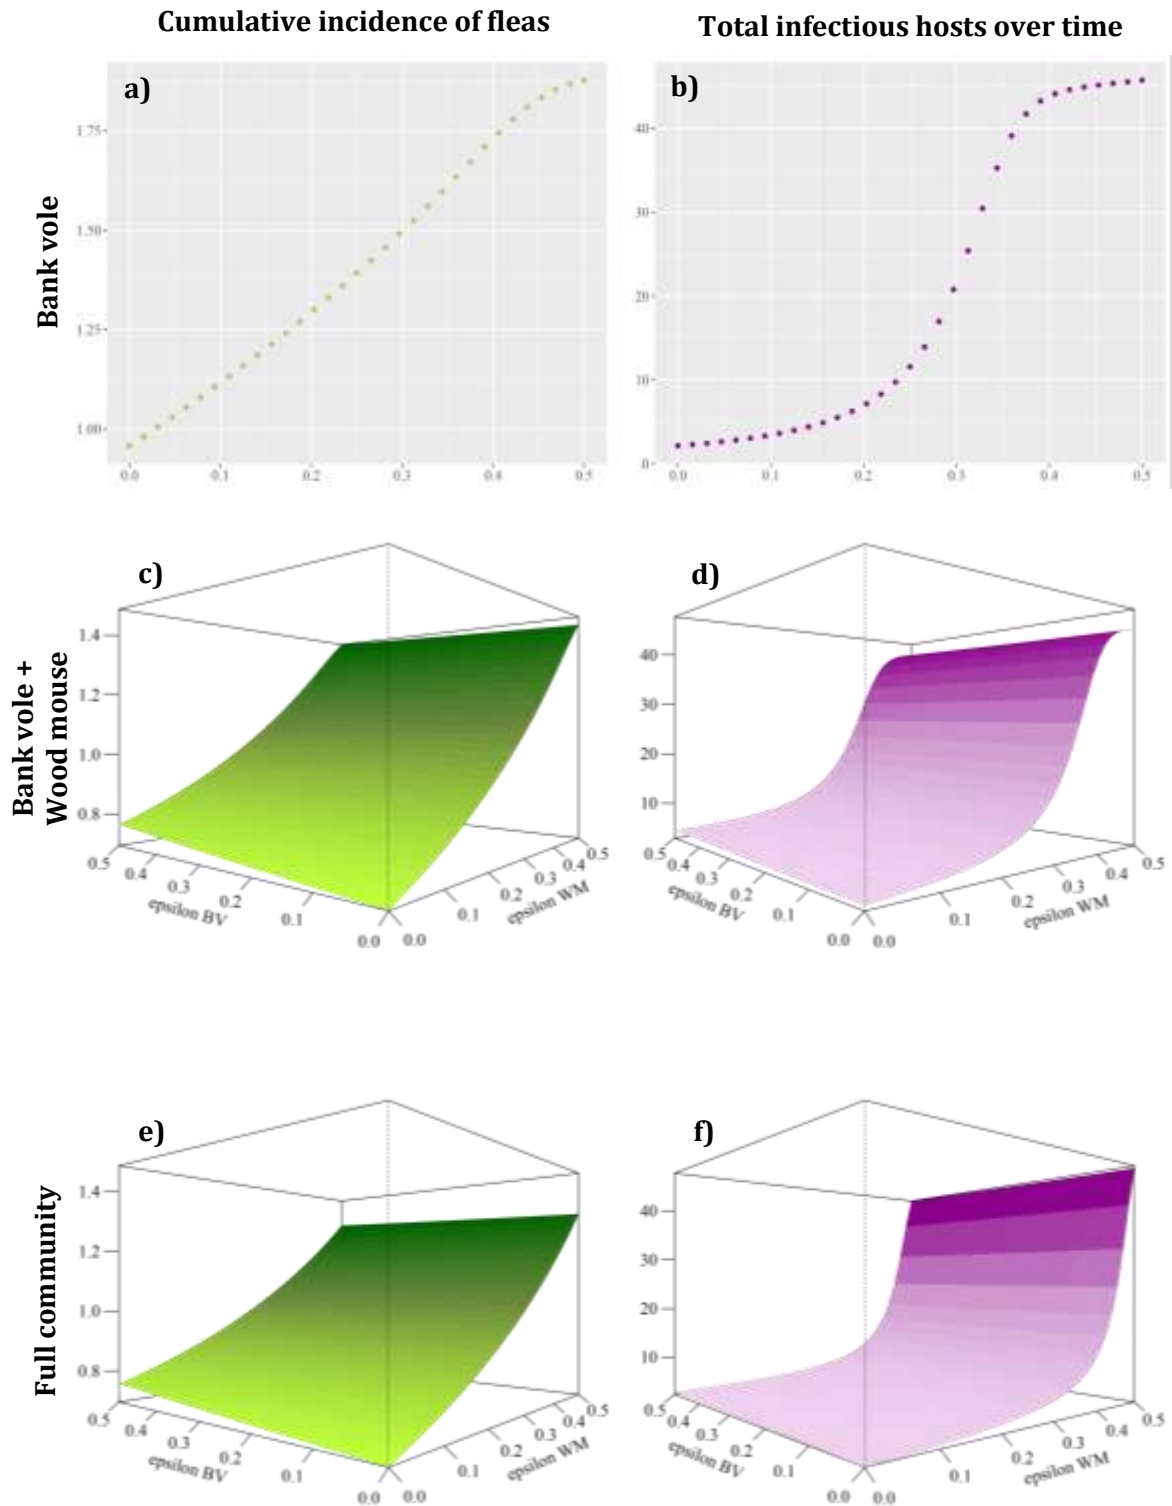 Cumulative incidence of fleas
Total infectious hosts over time
Bank vole
a)
1.75
1.50
1.25
1.00
0.0 0.1 0.2 0.3 0.4 0.5
b)
40
30
20
10
0
0.0 0.1 0.2 0.3 0.4 0.5
Bank vole +
Wood mouse
c)
1.4
1.2
1.0
0.8
0.5 0.4 0.3 0.2 0.1 0.0
epsilon BV
0.0 0.1 0.2 0.3 0.4 0.5
epsilon WM
d)
40
30
20
10
0.5 0.4 0.3 0.2 0.1 0.0
epsilon BV
0.0 0.1 0.2 0.3 0.4 0.5
epsilon WM
Full community
e)
1.4
1.2
1.0
0.8
0.5 0.4 0.3 0.2 0.1 0.0
epsilon BV
0.0 0.1 0.2 0.3 0.4 0.5
epsilon WM
f)
40
30
20
10
0.5 0.4 0.3 0.2 0.1 0.0
epsilon BV
0.0 0.1 0.2 0.3 0.4 0.5
epsilon WM